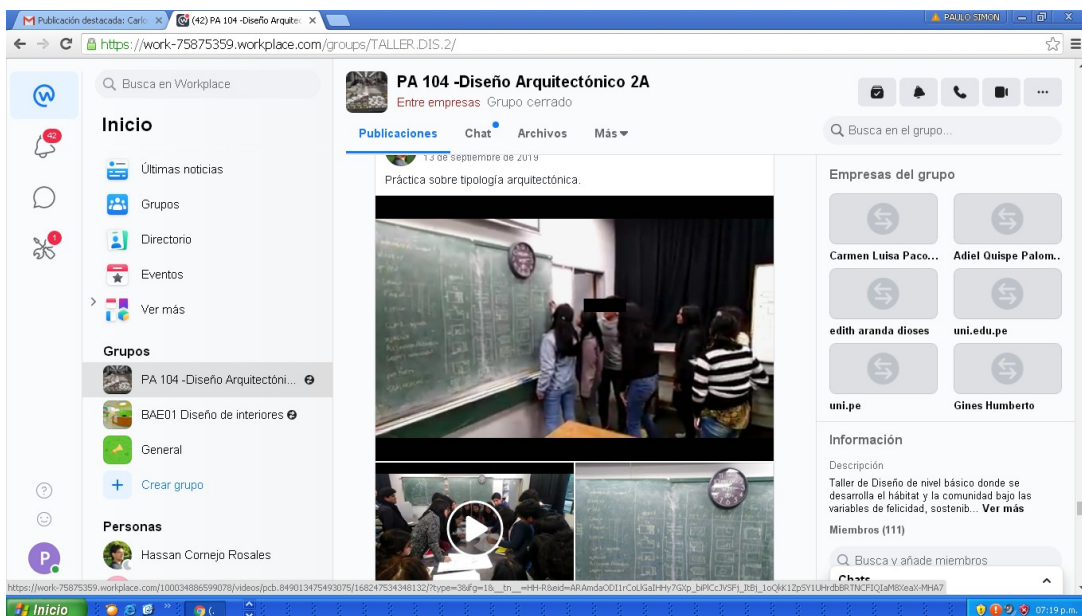 Publicación destacada: Carlo
(42) PA 104 -Diseño Arquitec
PAULO SIMON
https://work-75875359.workplace.com/groups/TALLER.DIS.2/
Busca en Workplace
Inicio
42
Últimas noticias
Grupos
Directorio
1
Eventos
Ver más
Grupos
PA 104 -Diseño Arquitectóni...
BAE01 Diseño de interiores
General
Crear grupo
Personas
Hassan Cornejo Rosales
P
PA 104 -Diseño Arquitectónico 2A
Entre empresas Grupo cerrado
Publicaciones
Chat
Archivos
Más
Busca en el grupo...
13 de septiembre de 2019
Práctica sobre tipología arquitectónica.
Empresas del grupo
Carmen Luisa Paco...
Adiel Quispe Palom..
edith aranda dioses
uni.edu.pe
uni.pe
Gines Humberto
Información
Descripción
Taller de Diseño de nivel básico donde se
desarrolla el hábitat y la comunidad bajo las
variables de felicidad, sostenib... Ver más
Miembros (111)
Busca y añade miembros
Chats
Inicio
07:19 p.m.